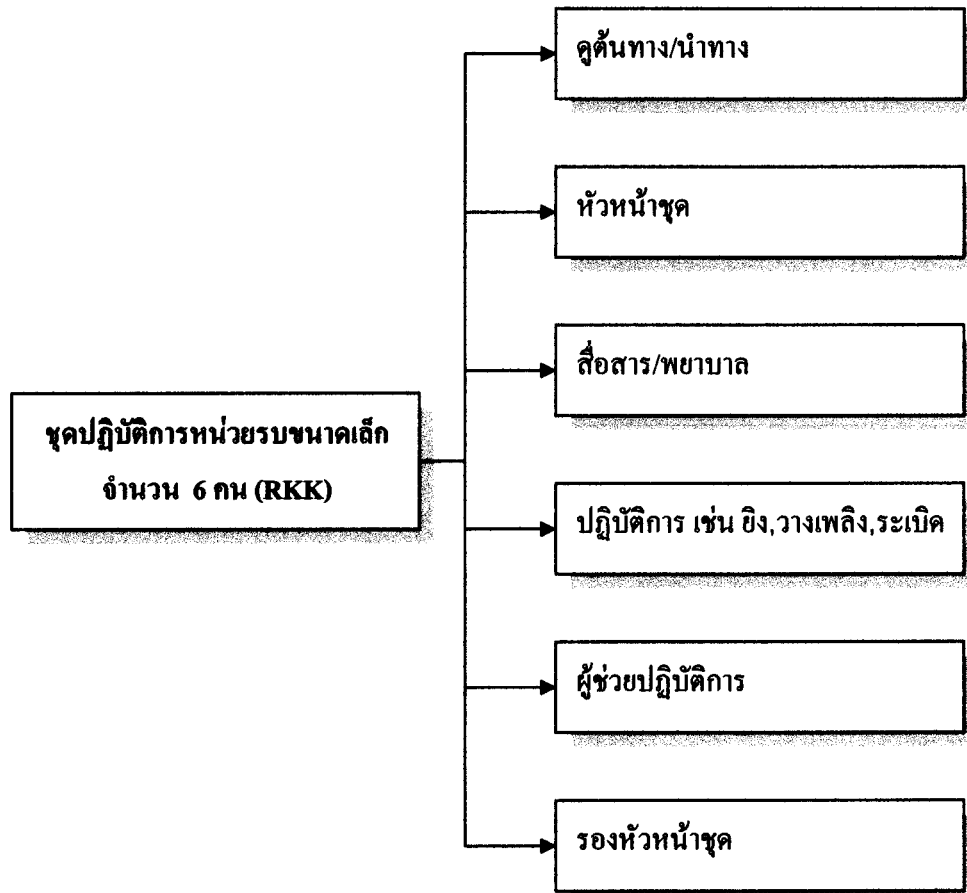 ดูต้นทาง/นำทาง
หัวหน้าชุด
สื่อสาร/พยาบาล
ชุดปฏิบัติการหน่วยรบขนาดเล็ก
จำนวน 6 คน (RKK)
ปฏิบัติการ เช่น ยิง,วางเพลิง,ระเบิด
ผู้ช่วยปฏิบัติการ
รองหัวหน้าชุด